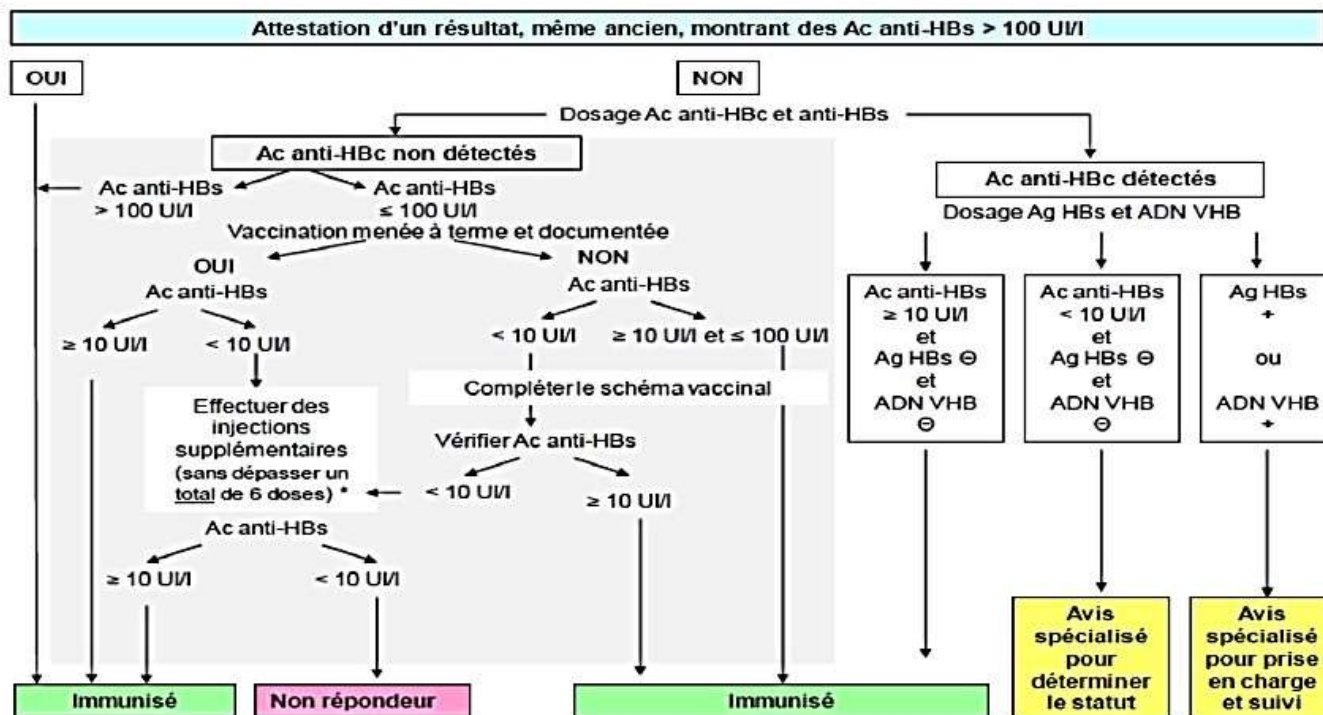 Attestation d'un résultat, même ancien, montrant des Ac anti-HBs > 100 UI/l
OUI
NON
Dosage Ac anti-HBc et anti-HBs
Ac anti-HBc non détectés
Ac anti-HBs
> 100 UI/l
Ac anti-HBs
≤ 100 UI/l
Vaccination menée à terme et documentée
OUI
Ac anti-HBs
≥ 10 UI/l
< 10 UI/l
Effectuer des
injections
supplémentaires
(sans dépasser un
total de 6 doses) *
Ac anti-HBs
≥ 10 UI/l
< 10 UI/l
NON
Ac anti-HBs
< 10 UI/l
≥ 10 UI/l et ≤ 100 UI/l
Compléter le schéma vaccinal
Vérifier Ac anti-HBs
< 10 UI/l
≥ 10 UI/l
Ac anti-HBc détectés
Dosage Ag HBs et ADN VHB
Ac anti-HBs
≥ 10 UI/l
et
Ag HBs ⊖
et
ADN VHB
⊖
Ac anti-HBs
< 10 UI/l
et
Ag HBs ⊖
et
ADN VHB
⊖
Ag HBs
+
ou
ADN VHB
+
Immunisé
Non répondeur
Immunisé
Avis
spécialisé
pour
déterminer
le statut
Avis
spécialisé
pour prise
en charge
et suivi